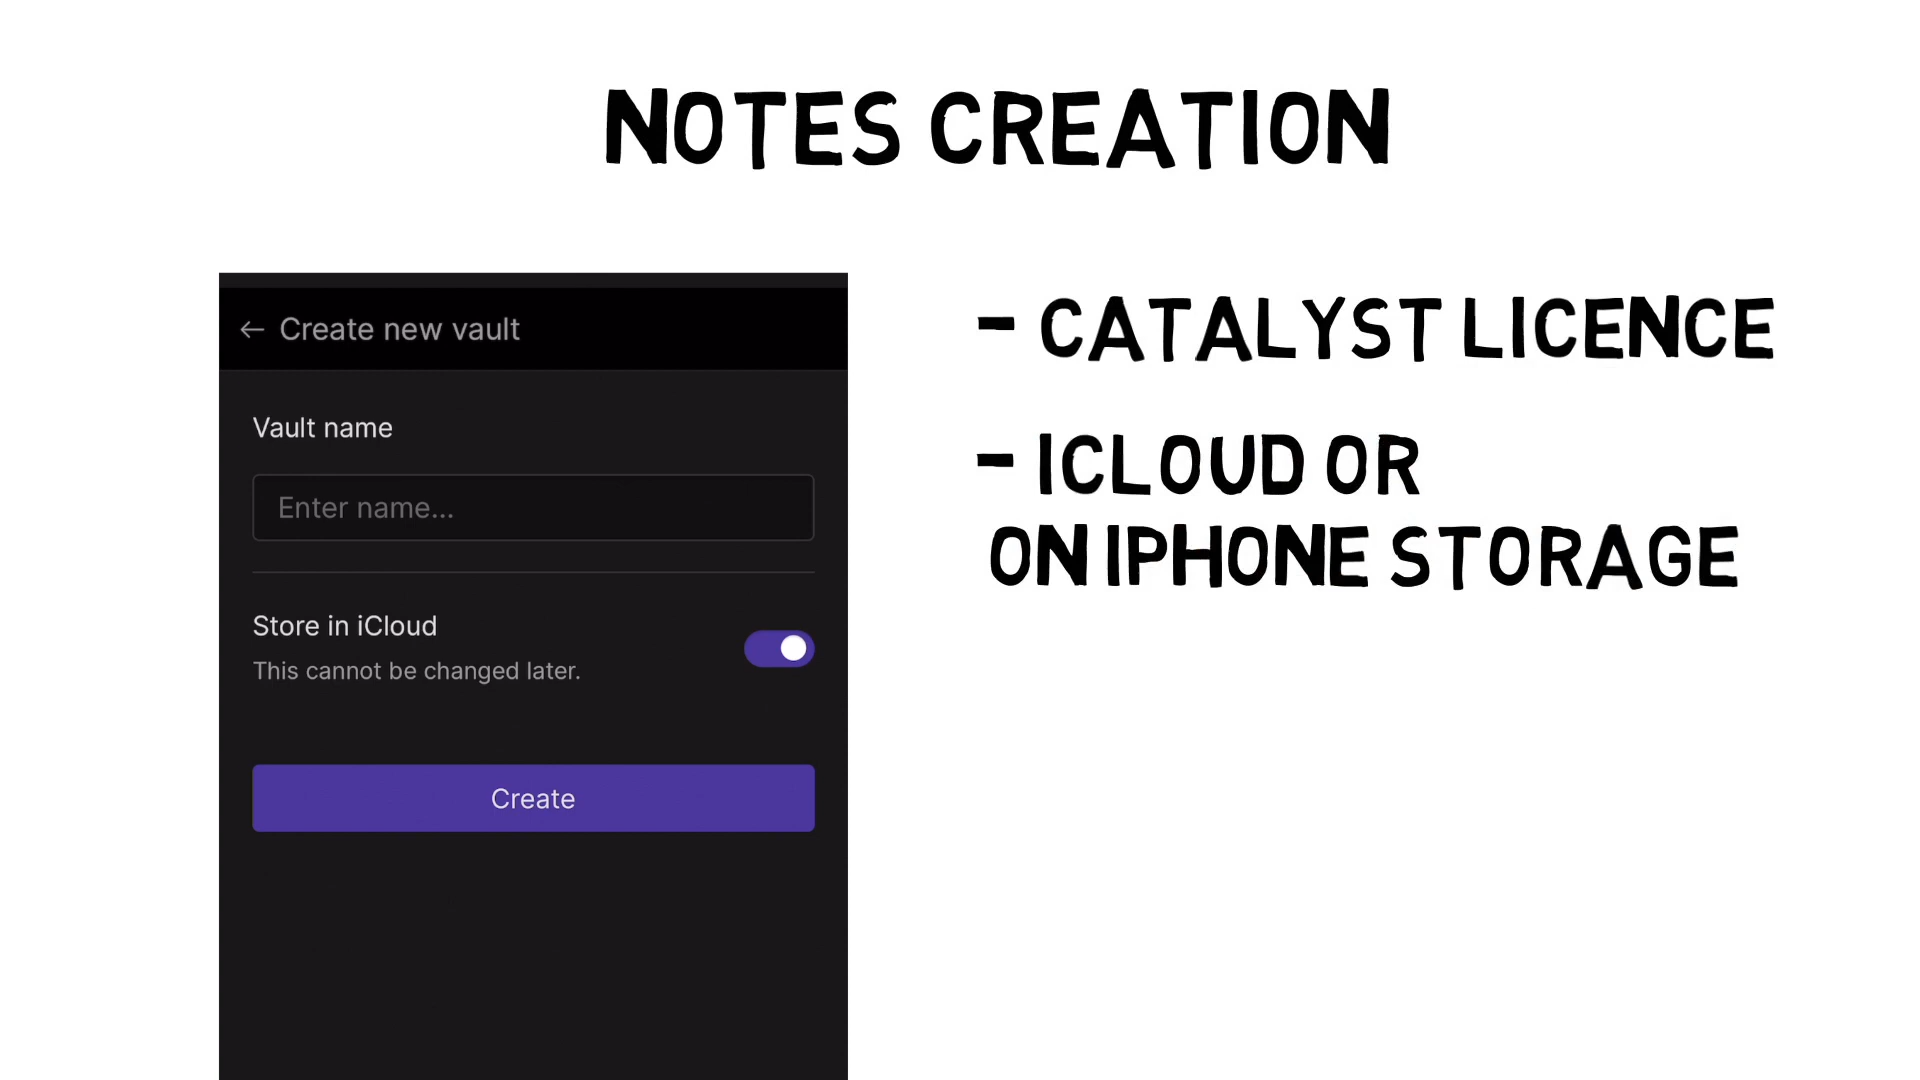 NOTES CREATION
← Create new vault
Vault name
Enter name...
Store in iCloud
This cannot be changed later.
Create
- CATALYST LICENCE
- ICLOUD OR
ON IPHONE STORAGE